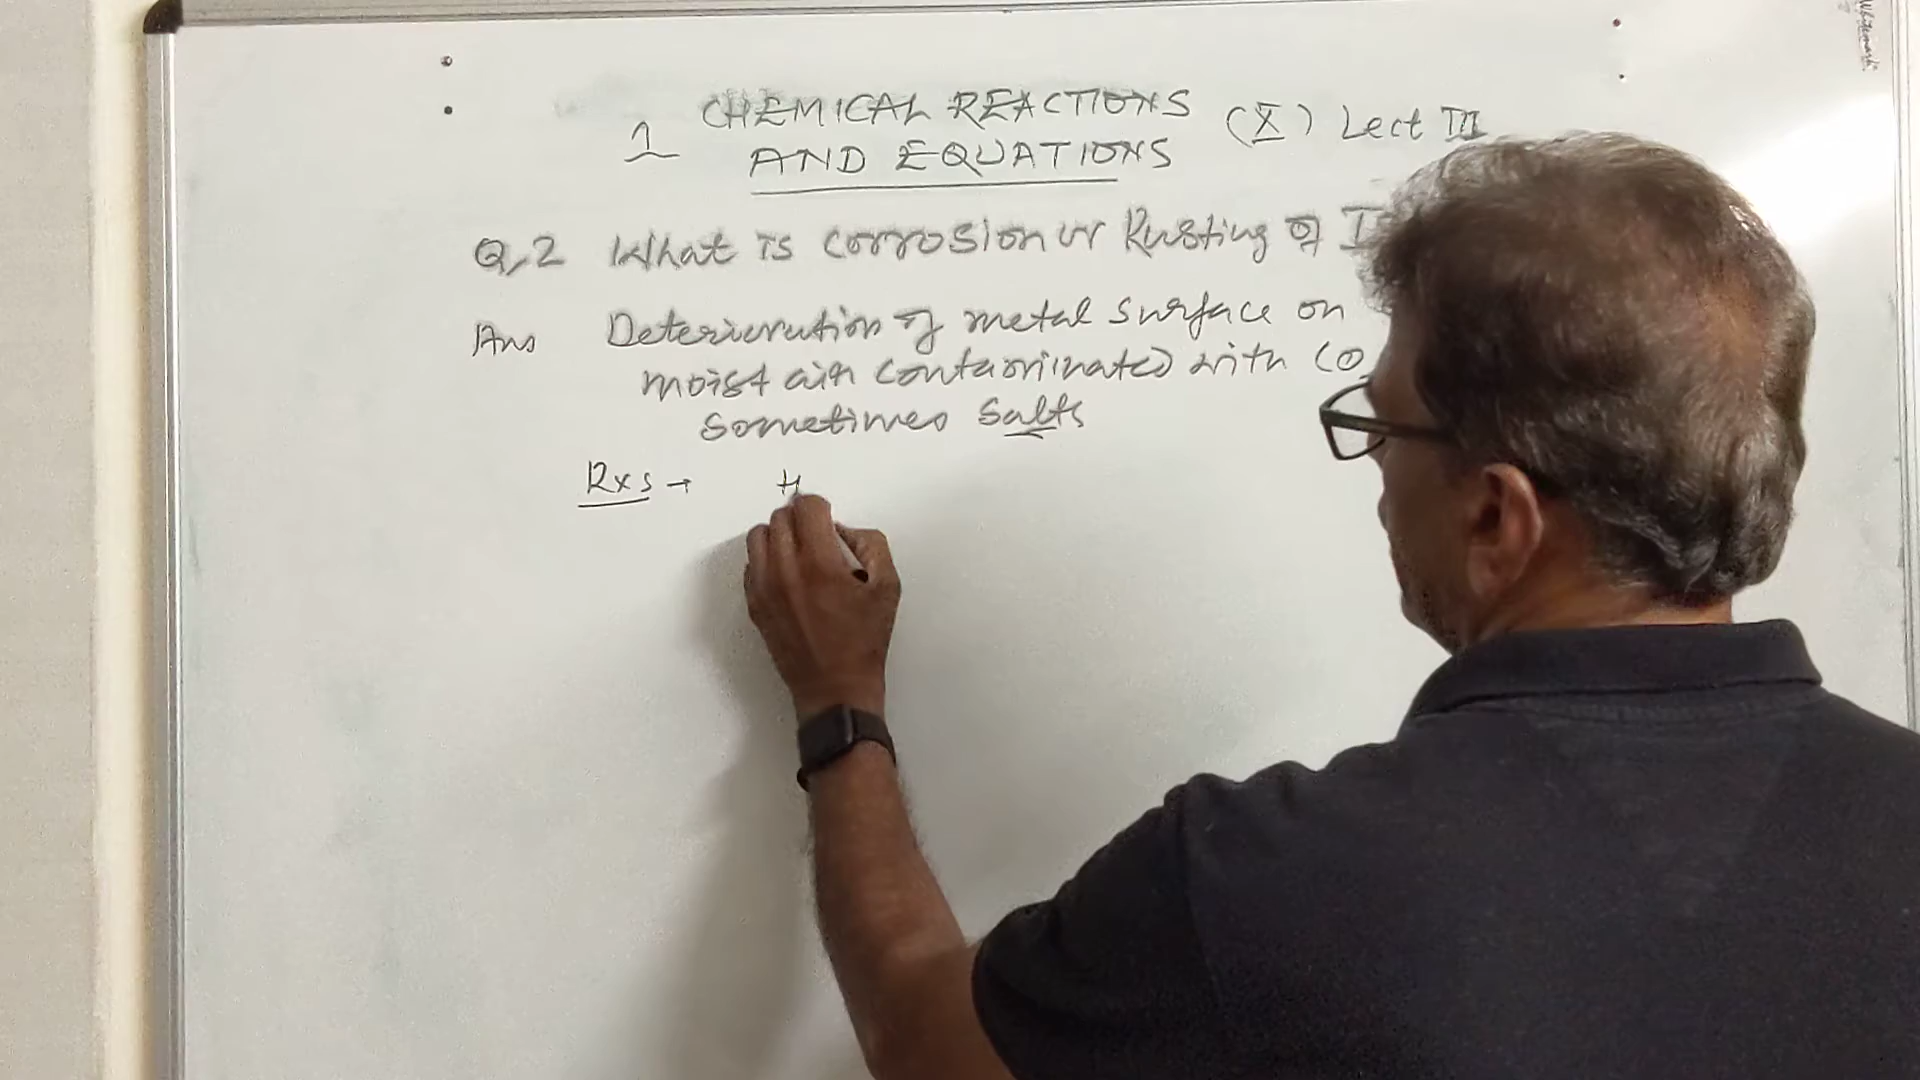 1 CHEMICAL REACTIONS (X) Lect III
AND EQUATIONS
Q.2 What is corrosion or Rusting of I
Ans Deterioration of metal surface on
moist air contaminated with CO
sometimes salts
Rxs → H